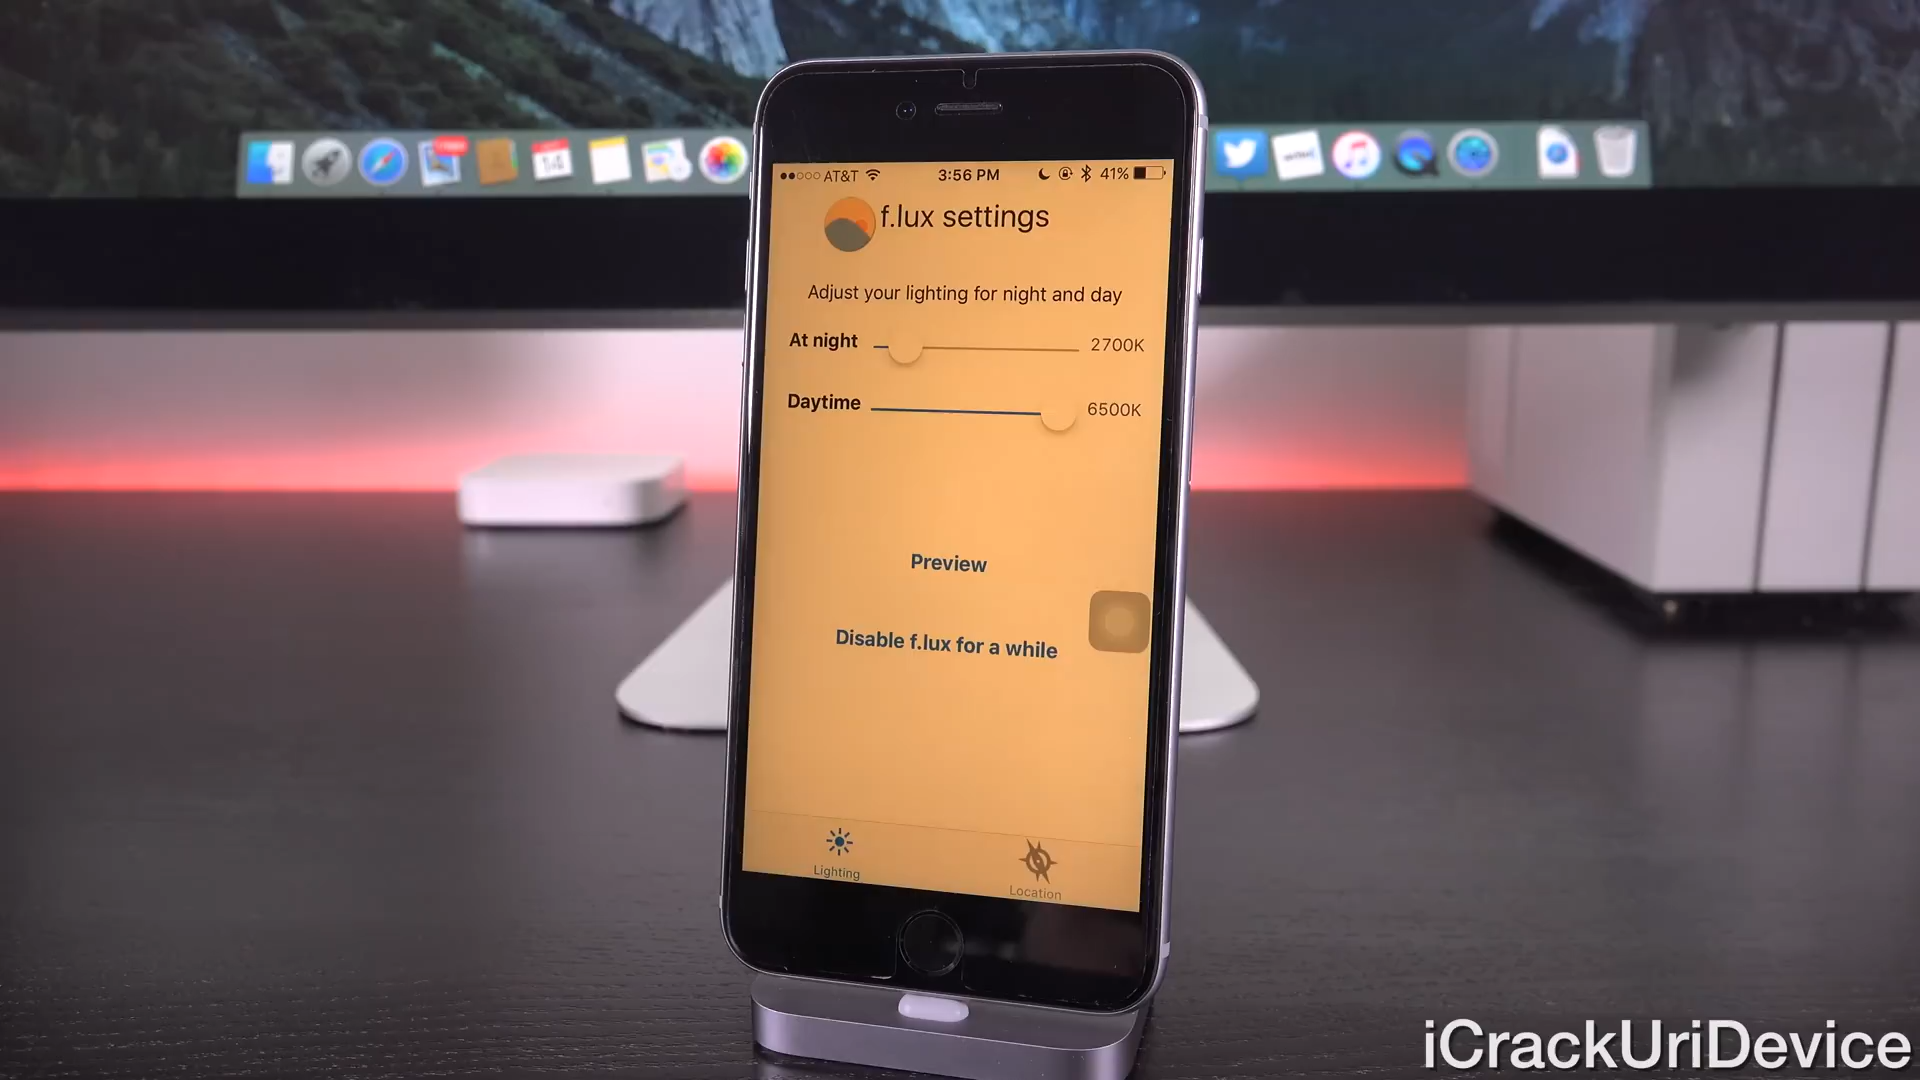 AT&T 3:56 PM 41%
f.lux settings
Adjust your lighting for night and day
At night 2700K
Daytime 6500K
Preview
Disable f.lux for a while
Lighting
Location
14
iCrackUriDevice